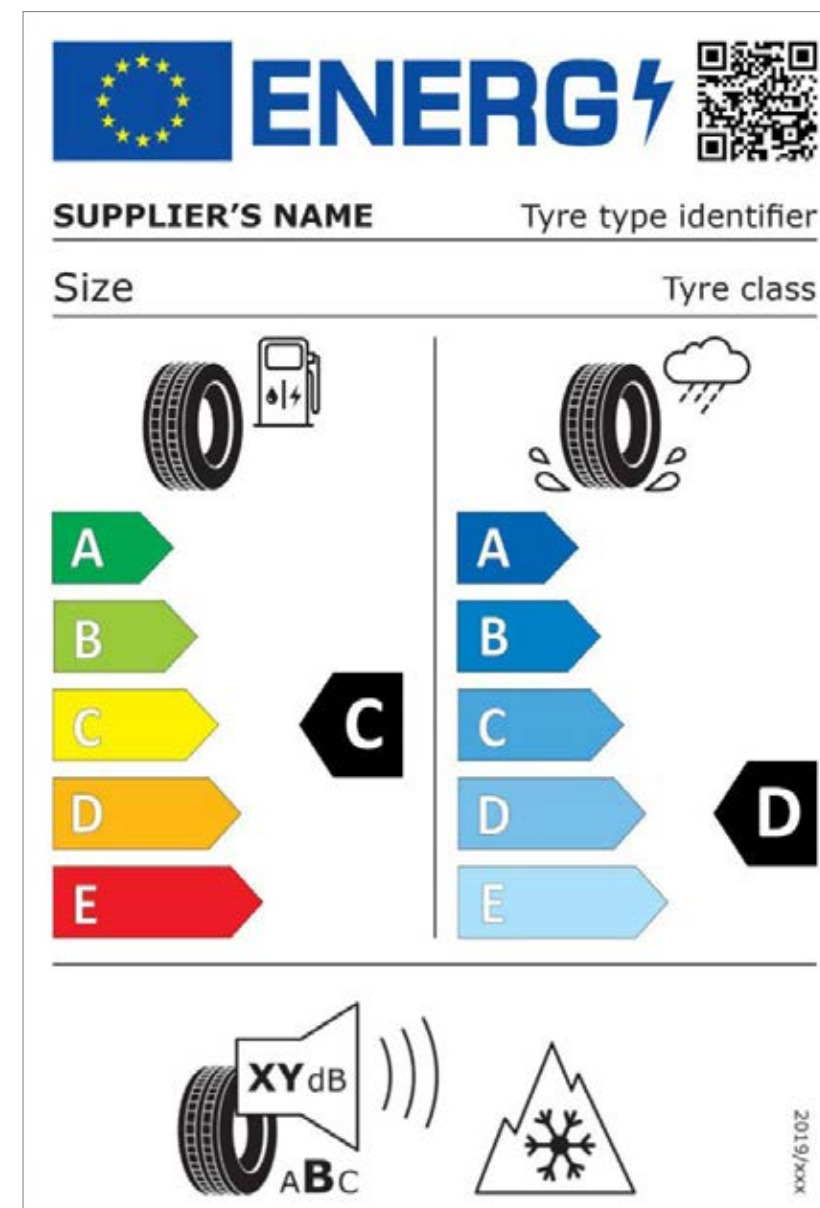 ENERG
SUPPLIER'S NAME Tyre type identifier
Size Tyre class
A A
B B
C C C
D D D
E E
XYdB
ABC
2019/xxx